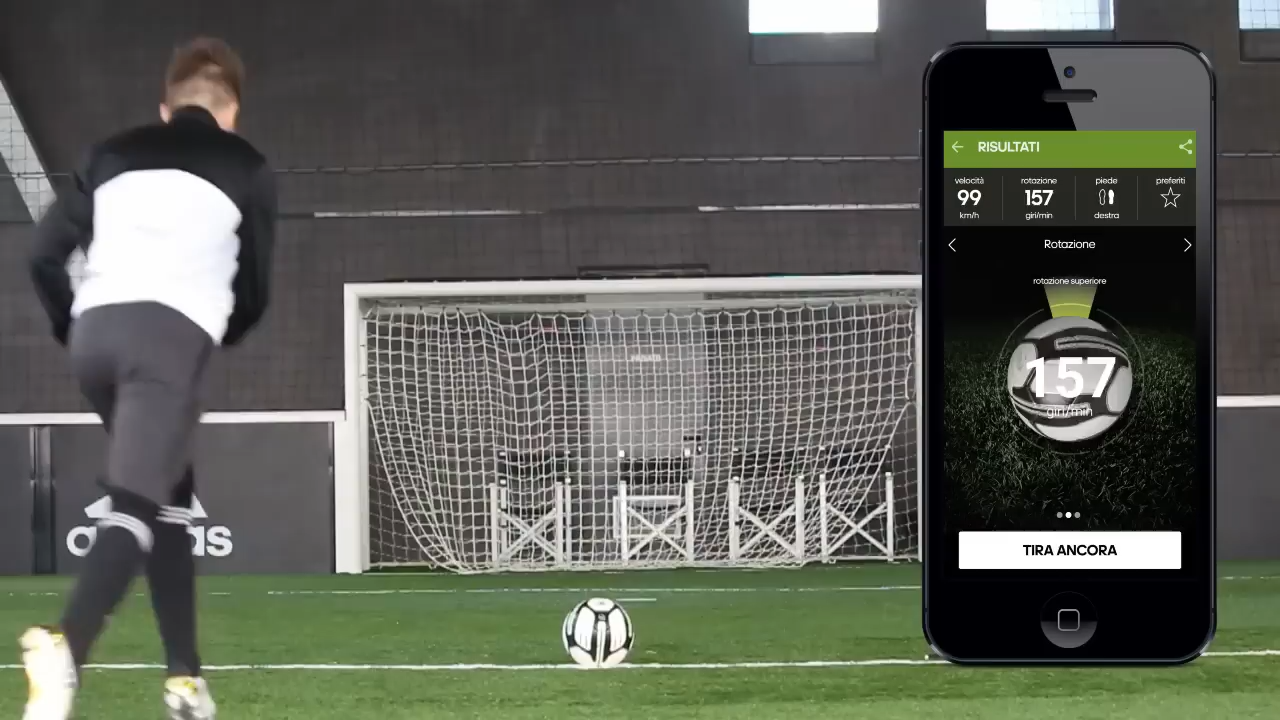 RISULTATI
velocità
99
km/h
rotazione
157
giri/min
piede
destra
preferiti
Rotazione
rotazione superiore
157
giri/min
TIRA ANCORA
adidas